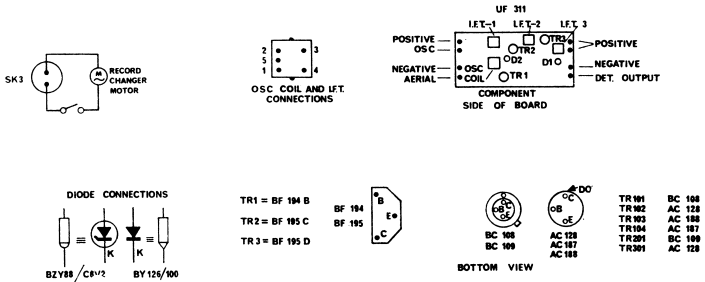 UF 311
I.F.T.-1 I.F.T.-2 I.F.T. 3
POSITIVE
OSC
NEGATIVE
AERIAL
TR3
TR2
D2
D1
OSC
COIL
TR1
POSITIVE
NEGATIVE
DET. OUTPUT
COMPONENT
SIDE OF BOARD
SK3
M
RECORD
CHANGER
MOTOR
2 3
5
1 4
OSC COIL AND I.F.T.
CONNECTIONS
DIODE CONNECTIONS
K K
BZY88/C8V2 BY126/100
TR1 = BF 194 B
TR2 = BF 195 C
TR3 = BF 195 D
BF 194
BF 195
B
E
C
C
B
E
BC 108
BC 109
DOT
C
B
E
AC 128
AC 187
AC 188
BOTTOM VIEW
TR101 BC 108
TR102 AC 128
TR103 AC 188
TR104 AC 187
TR201 BC 109
TR301 AC 128